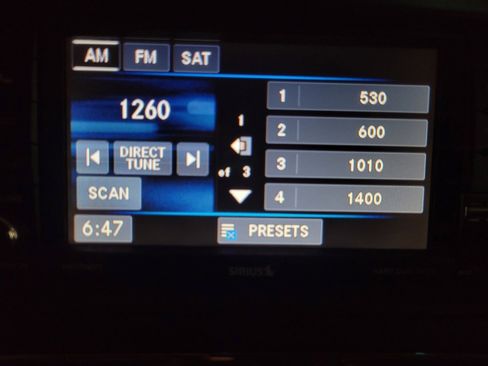 AM FM SAT
1260
1 530
1
2 600
DIRECT
TUNE
of 3
3 1010
SCAN
4 1400
6:47
PRESETS
SIRIUS